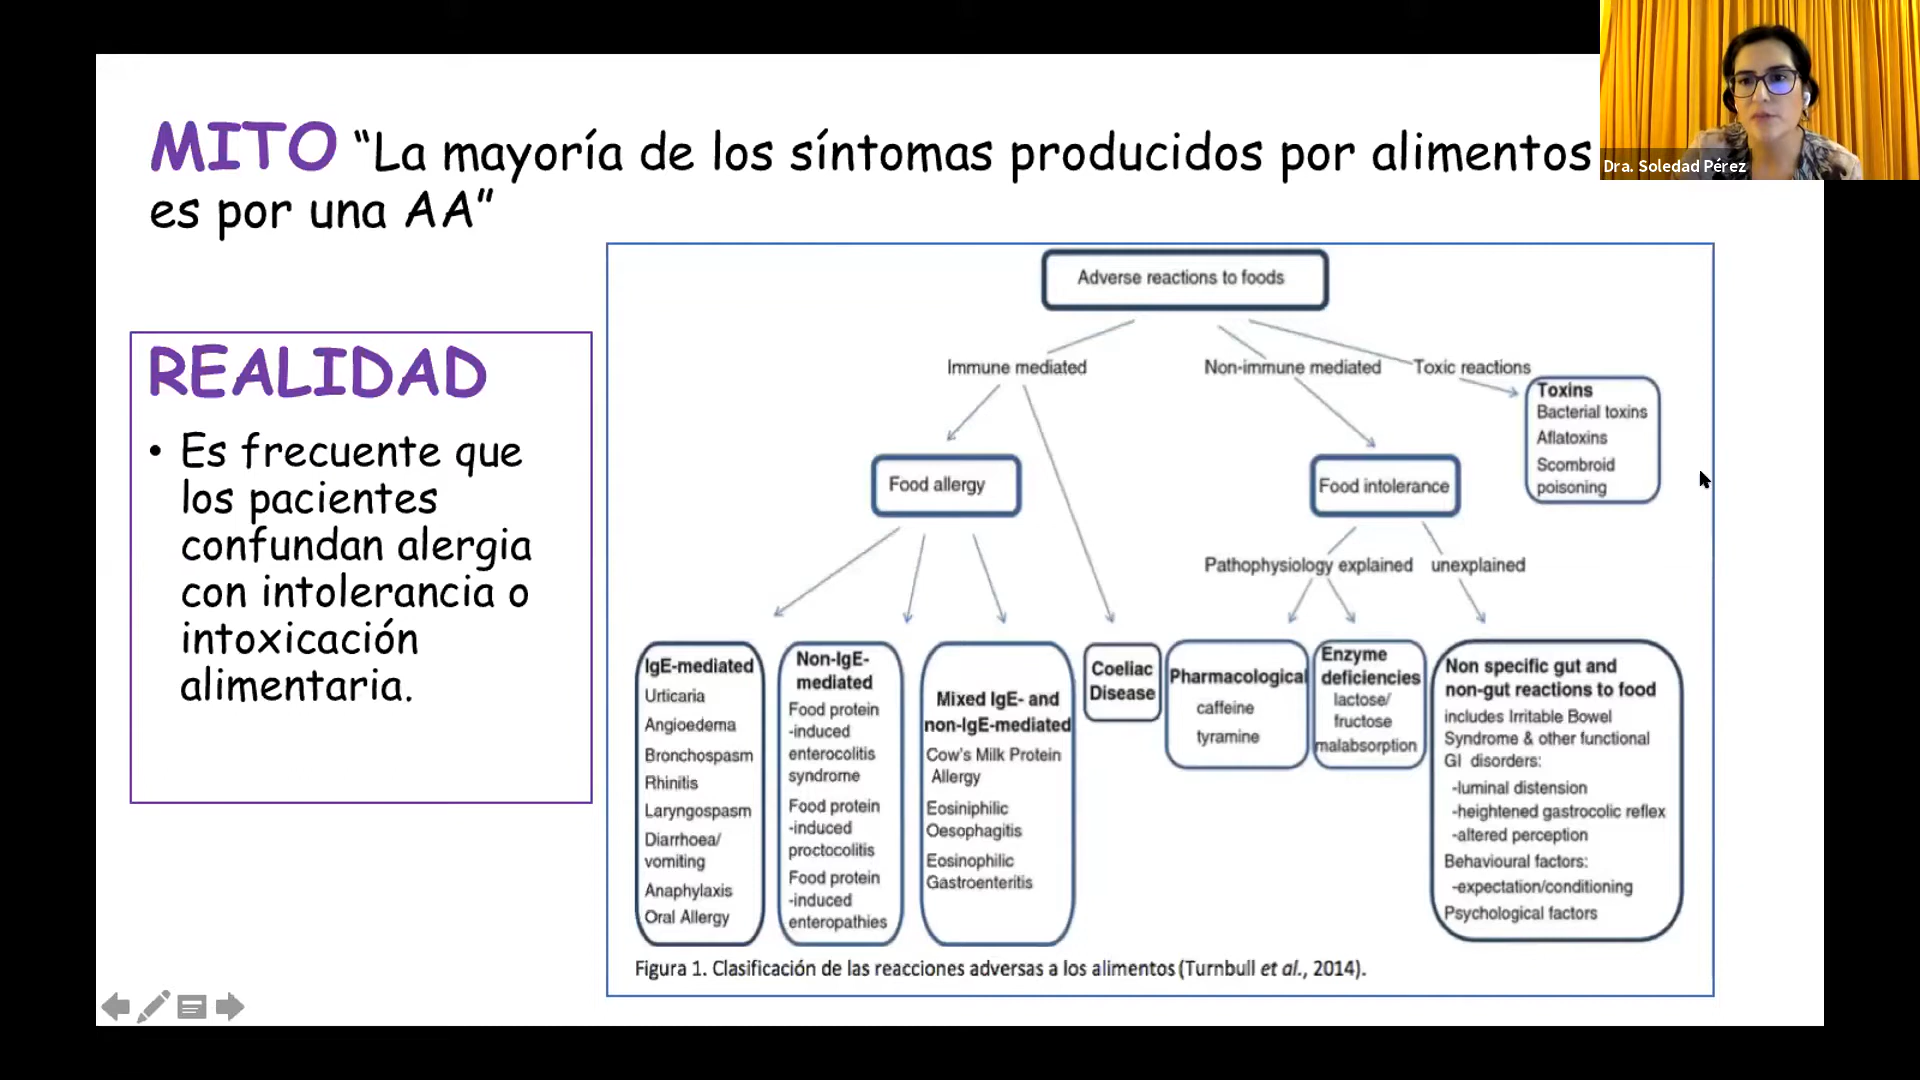 MITO “La mayoría de los síntomas producidos por alimentos
es por una AA”
Dra. Soledad Pérez
REALIDAD
• Es frecuente que
los pacientes
confundan alergia
con intolerancia o
intoxicación
alimentaria.
Adverse reactions to foods
Immune mediated
Non-immune mediated
Toxic reactions
Toxins
Bacterial toxins
Aflatoxins
Scombroid
poisoning
Food allergy
Food intolerance
Pathophysiology explained
unexplained
IgE-mediated
Urticaria
Angioedema
Bronchospasm
Rhinitis
Laryngospasm
Diarrhoea/
vomiting
Anaphylaxis
Oral Allergy
Non-IgE-
mediated
Food protein
-induced
enterocolitis
syndrome
Food protein
-induced
proctocolitis
Food protein
-induced
enteropathies
Mixed IgE- and
non-IgE-mediated
Cow's Milk Protein
Allergy
Eosiniphilic
Oesophagitis
Eosinophilic
Gastroenteritis
Coeliac
Disease
Pharmacological
caffeine
tyramine
Enzyme
deficiencies
lactose/
fructose
malabsorption
Non specific gut and
non-gut reactions to food
includes Irritable Bowel
Syndrome & other functional
GI disorders:
-luminal distension
-heightened gastrocolic reflex
-altered perception
Behavioural factors:
-expectation/conditioning
Psychological factors
Figura 1. Clasificación de las reacciones adversas a los alimentos (Turnbull et al., 2014).